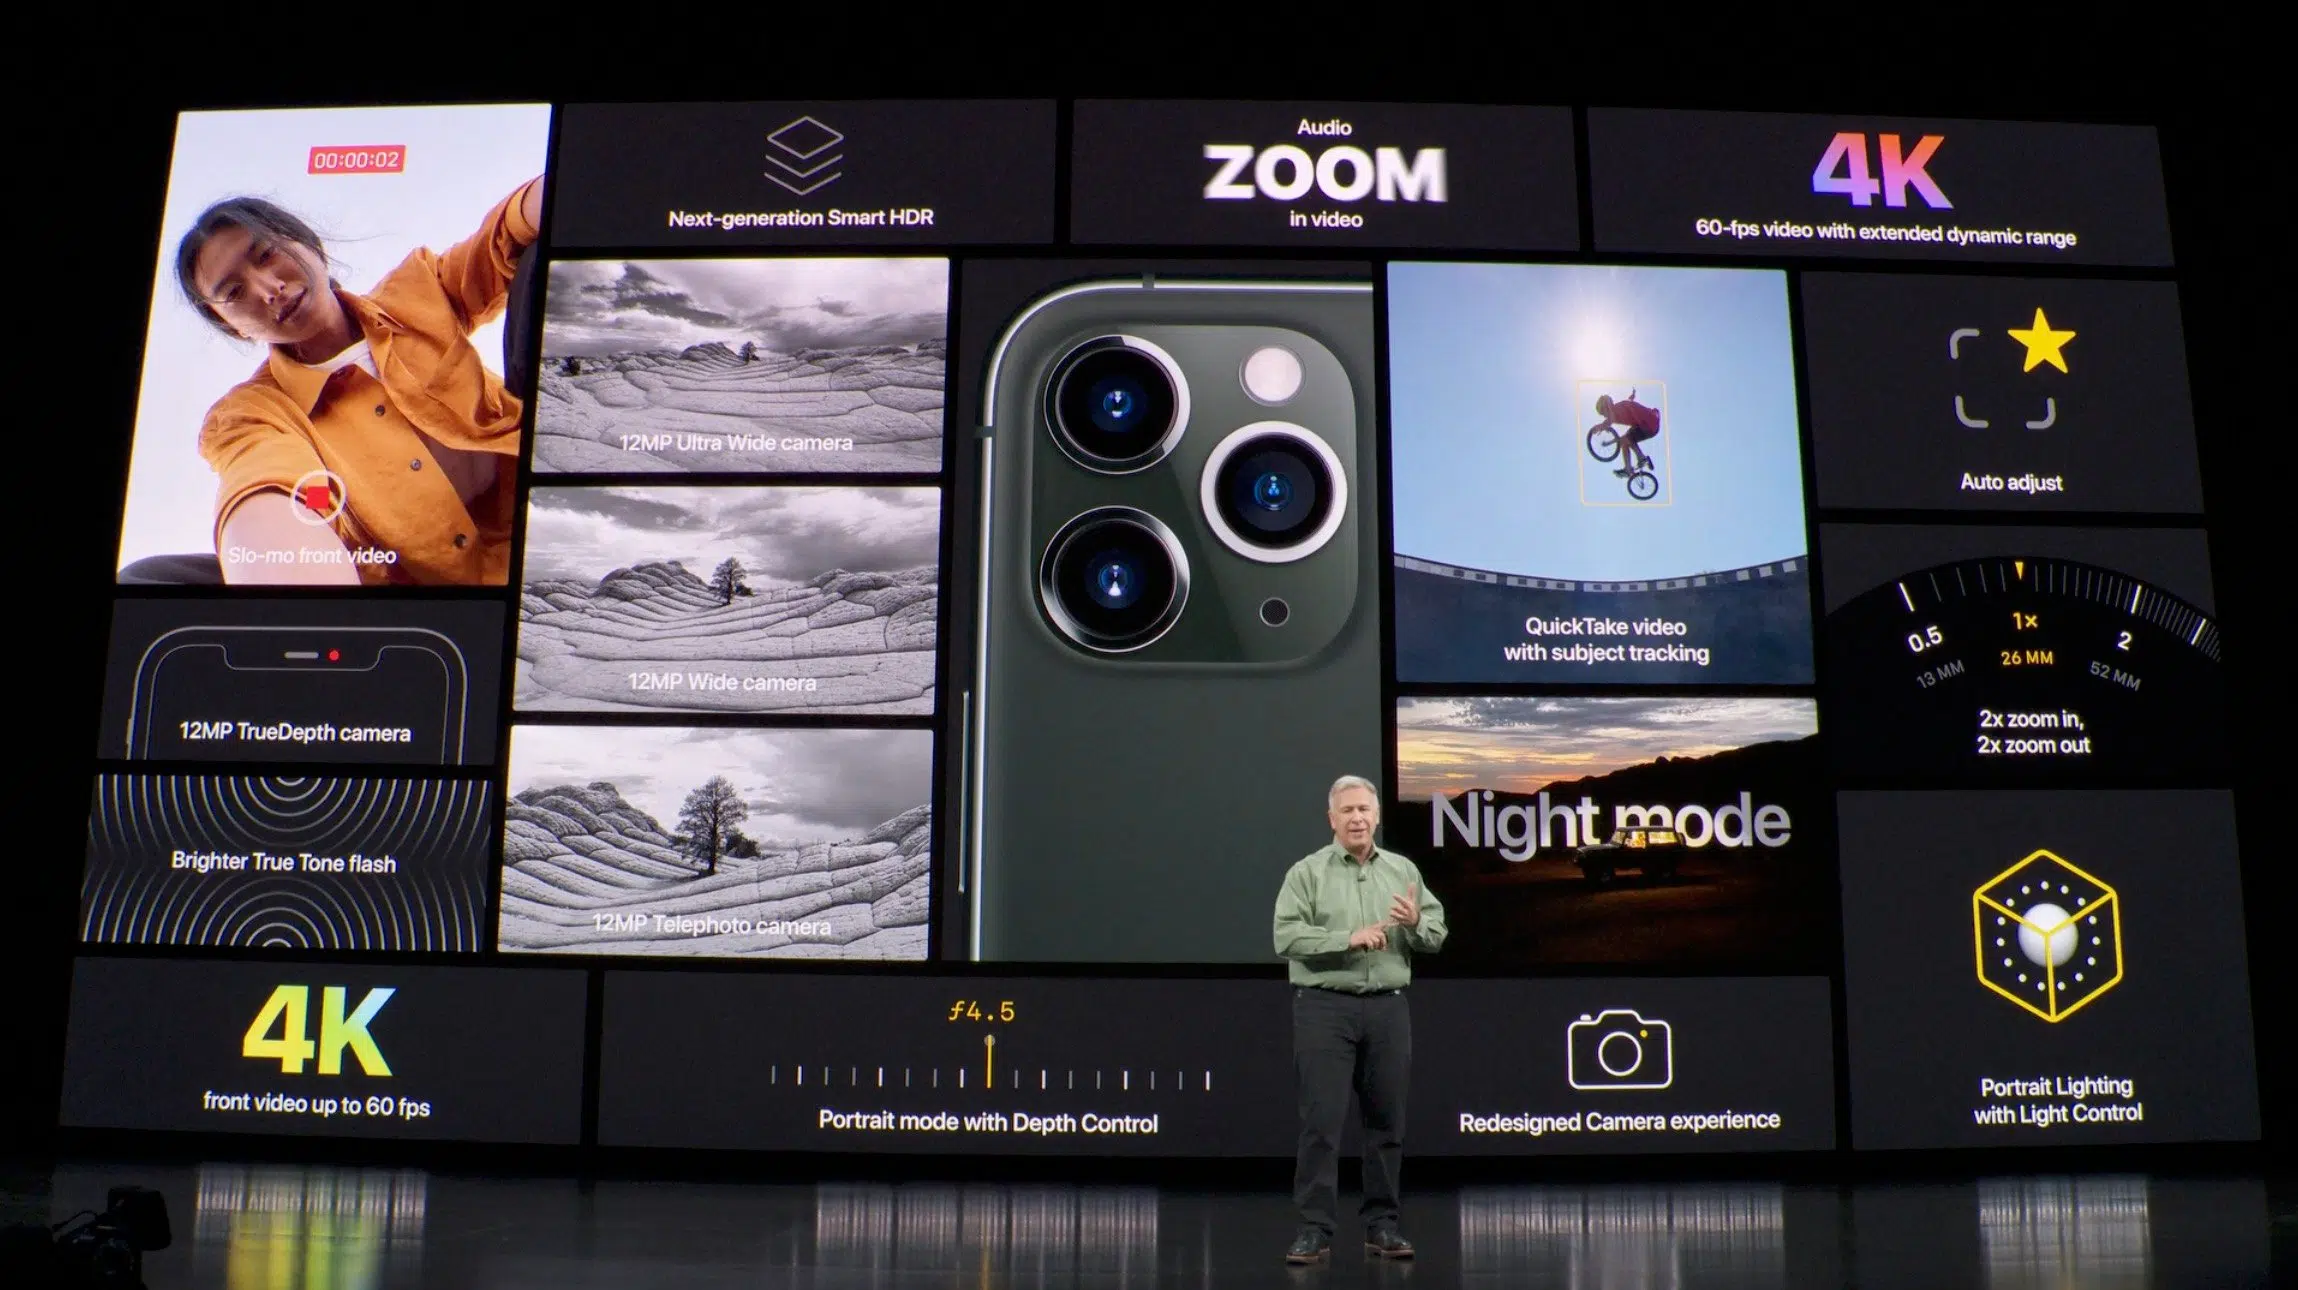 00:00:02
Slo-mo front video
Next-generation Smart HDR
Audio
ZOOM
in video
4K
60-fps video with extended dynamic range
12MP Ultra Wide camera
12MP Wide camera
12MP Telephoto camera
QuickTake video
with subject tracking
Auto adjust
0.5
1×
2
13 MM
26 MM
52 MM
2x zoom in,
2x zoom out
12MP TrueDepth camera
Brighter True Tone flash
Night mode
4K
front video up to 60 fps
ƒ4.5
Portrait mode with Depth Control
Redesigned Camera experience
Portrait Lighting
with Light Control